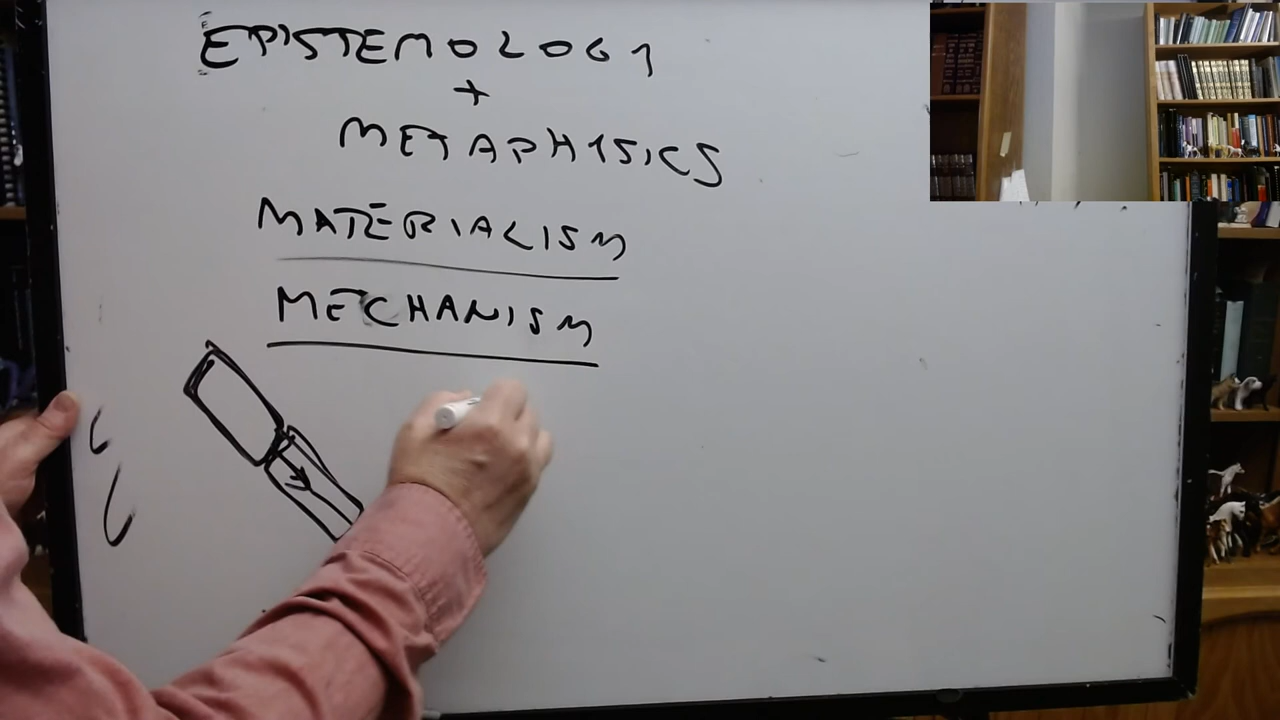 EPISTEMOLOGY
+
METAPHYSICS
MATERIALISM
MECHANISM